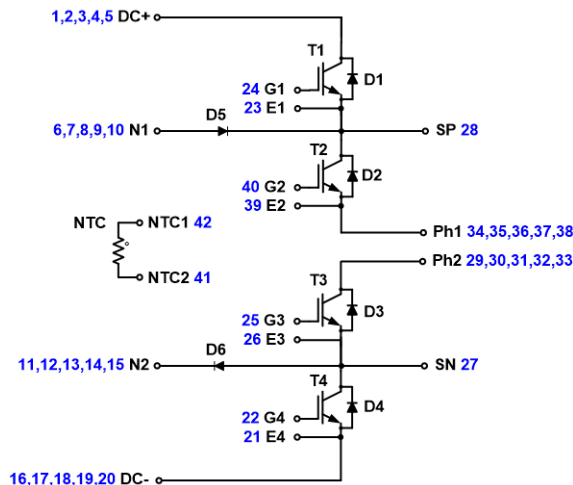 1,2,3,4,5 DC+
T1
D1
24 G1
23 E1
D5
6,7,8,9,10 N1
SP 28
T2
D2
40 G2
39 E2
NTC
NTC1 42
Ph1 34,35,36,37,38
Ph2 29,30,31,32,33
NTC2 41
T3
D3
25 G3
26 E3
D6
11,12,13,14,15 N2
SN 27
T4
D4
22 G4
21 E4
16,17,18,19,20 DC-